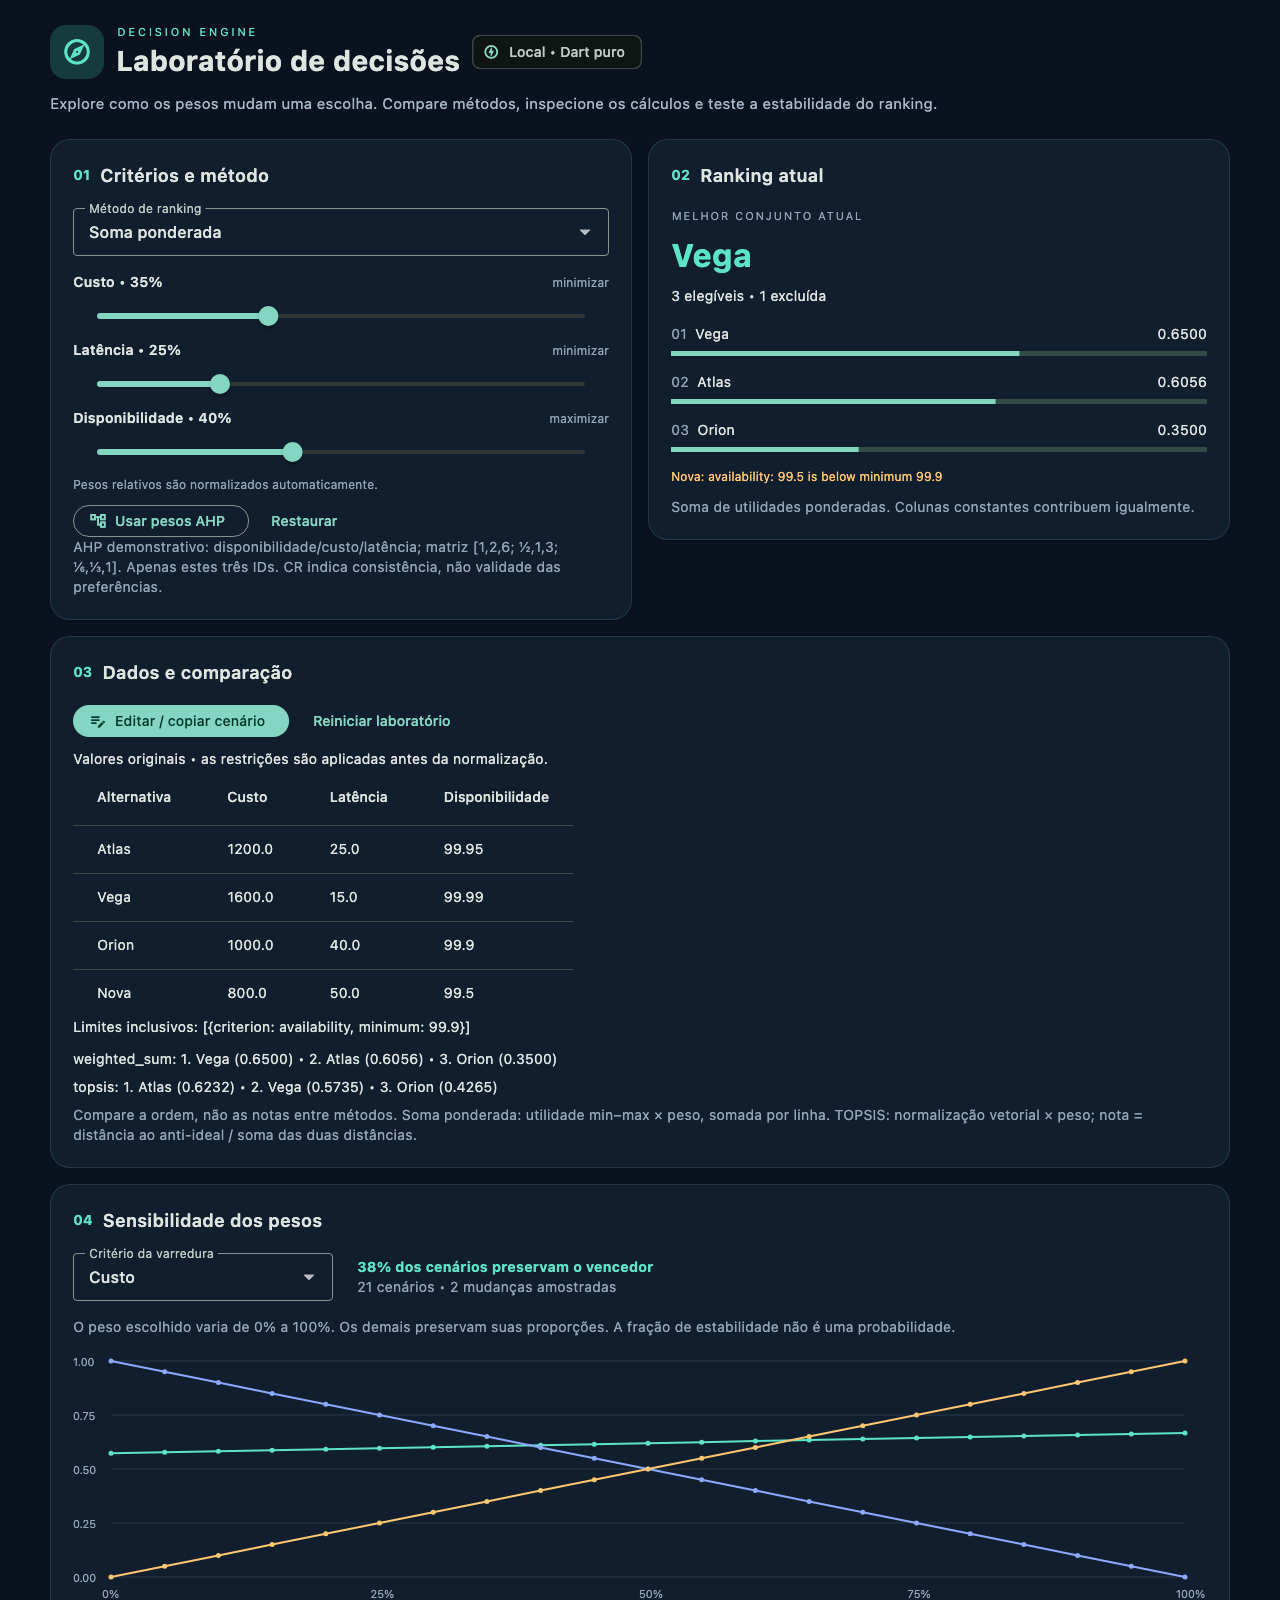 DECISION ENGINE
Laboratório de decisões
Local • Dart puro
Explore como os pesos mudam uma escolha. Compare métodos, inspecione os cálculos e teste a estabilidade do ranking.
01 Critérios e método
Método de ranking
Soma ponderada
Custo • 35% minimizar
Latência • 25% minimizar
Disponibilidade • 40% maximizar
Pesos relativos são normalizados automaticamente.
Usar pesos AHP Restaurar
AHP demonstrativo: disponibilidade/custo/latência; matriz [1,2,6; ½,1,3;
⅙,⅓,1]. Apenas estes três IDs. CR indica consistência, não validade das
preferências.
02 Ranking atual
MELHOR CONJUNTO ATUAL
Vega
3 elegíveis • 1 excluída
01 Vega 0.6500
02 Atlas 0.6056
03 Orion 0.3500
Nova: availability: 99.5 is below minimum 99.9
Soma de utilidades ponderadas. Colunas constantes contribuem igualmente.
03 Dados e comparação
Editar / copiar cenário Reiniciar laboratório
Valores originais • as restrições são aplicadas antes da normalização.
Alternativa Custo Latência Disponibilidade
Atlas 1200.0 25.0 99.95
Vega 1600.0 15.0 99.99
Orion 1000.0 40.0 99.9
Nova 800.0 50.0 99.5
Limites inclusivos: [{criterion: availability, minimum: 99.9}]
weighted_sum: 1. Vega (0.6500) • 2. Atlas (0.6056) • 3. Orion (0.3500)
topsis: 1. Atlas (0.6232) • 2. Vega (0.5735) • 3. Orion (0.4265)
Compare a ordem, não as notas entre métodos. Soma ponderada: utilidade min–max × peso, somada por linha. TOPSIS: normalização vetorial × peso; nota =
distância ao anti-ideal / soma das duas distâncias.
04 Sensibilidade dos pesos
Critério da varredura
Custo
38% dos cenários preservam o vencedor
21 cenários • 2 mudanças amostradas
O peso escolhido varia de 0% a 100%. Os demais preservam suas proporções. A fração de estabilidade não é uma probabilidade.
1.00
0.75
0.50
0.25
0.00
0% 25% 50% 75% 100%